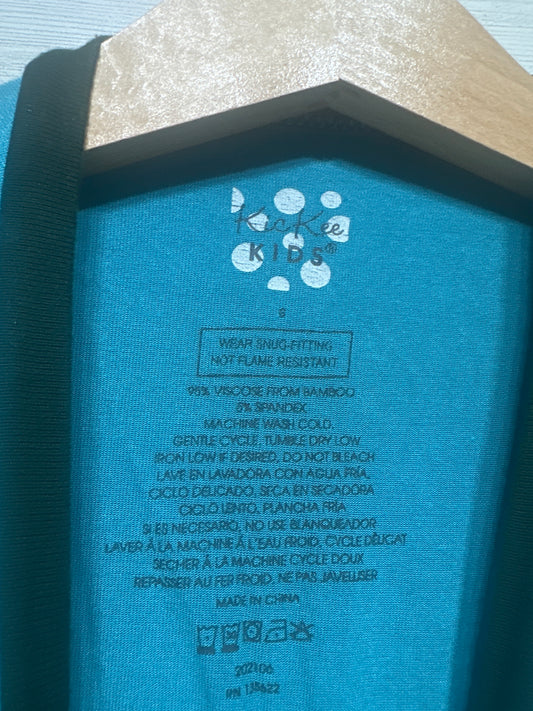 KicKee
KIDS®
S
WEAR SNUG-FITTING
NOT FLAME RESISTANT
95% VISCOSE FROM BAMBOO
5% SPANDEX
MACHINE WASH COLD,
GENTLE CYCLE, TUMBLE DRY LOW
IRON LOW IF DESIRED, DO NOT BLEACH
LAVE EN LAVADORA CON AGUA FRÍA,
CICLO DELICADO, SECA EN SECADORA
CICLO LENTO, PLANCHA FRÍA
SI ES NECESARIO, NO USE BLANQUEADOR
LAVER À LA MACHINE À L'EAU FROID, CYCLE DÉLICAT
SECHER À LA MACHINE CYCLE DOUX
REPASSER AU FER FROID, NE PAS JAVELLISER
MADE IN CHINA
202106
RN 135622